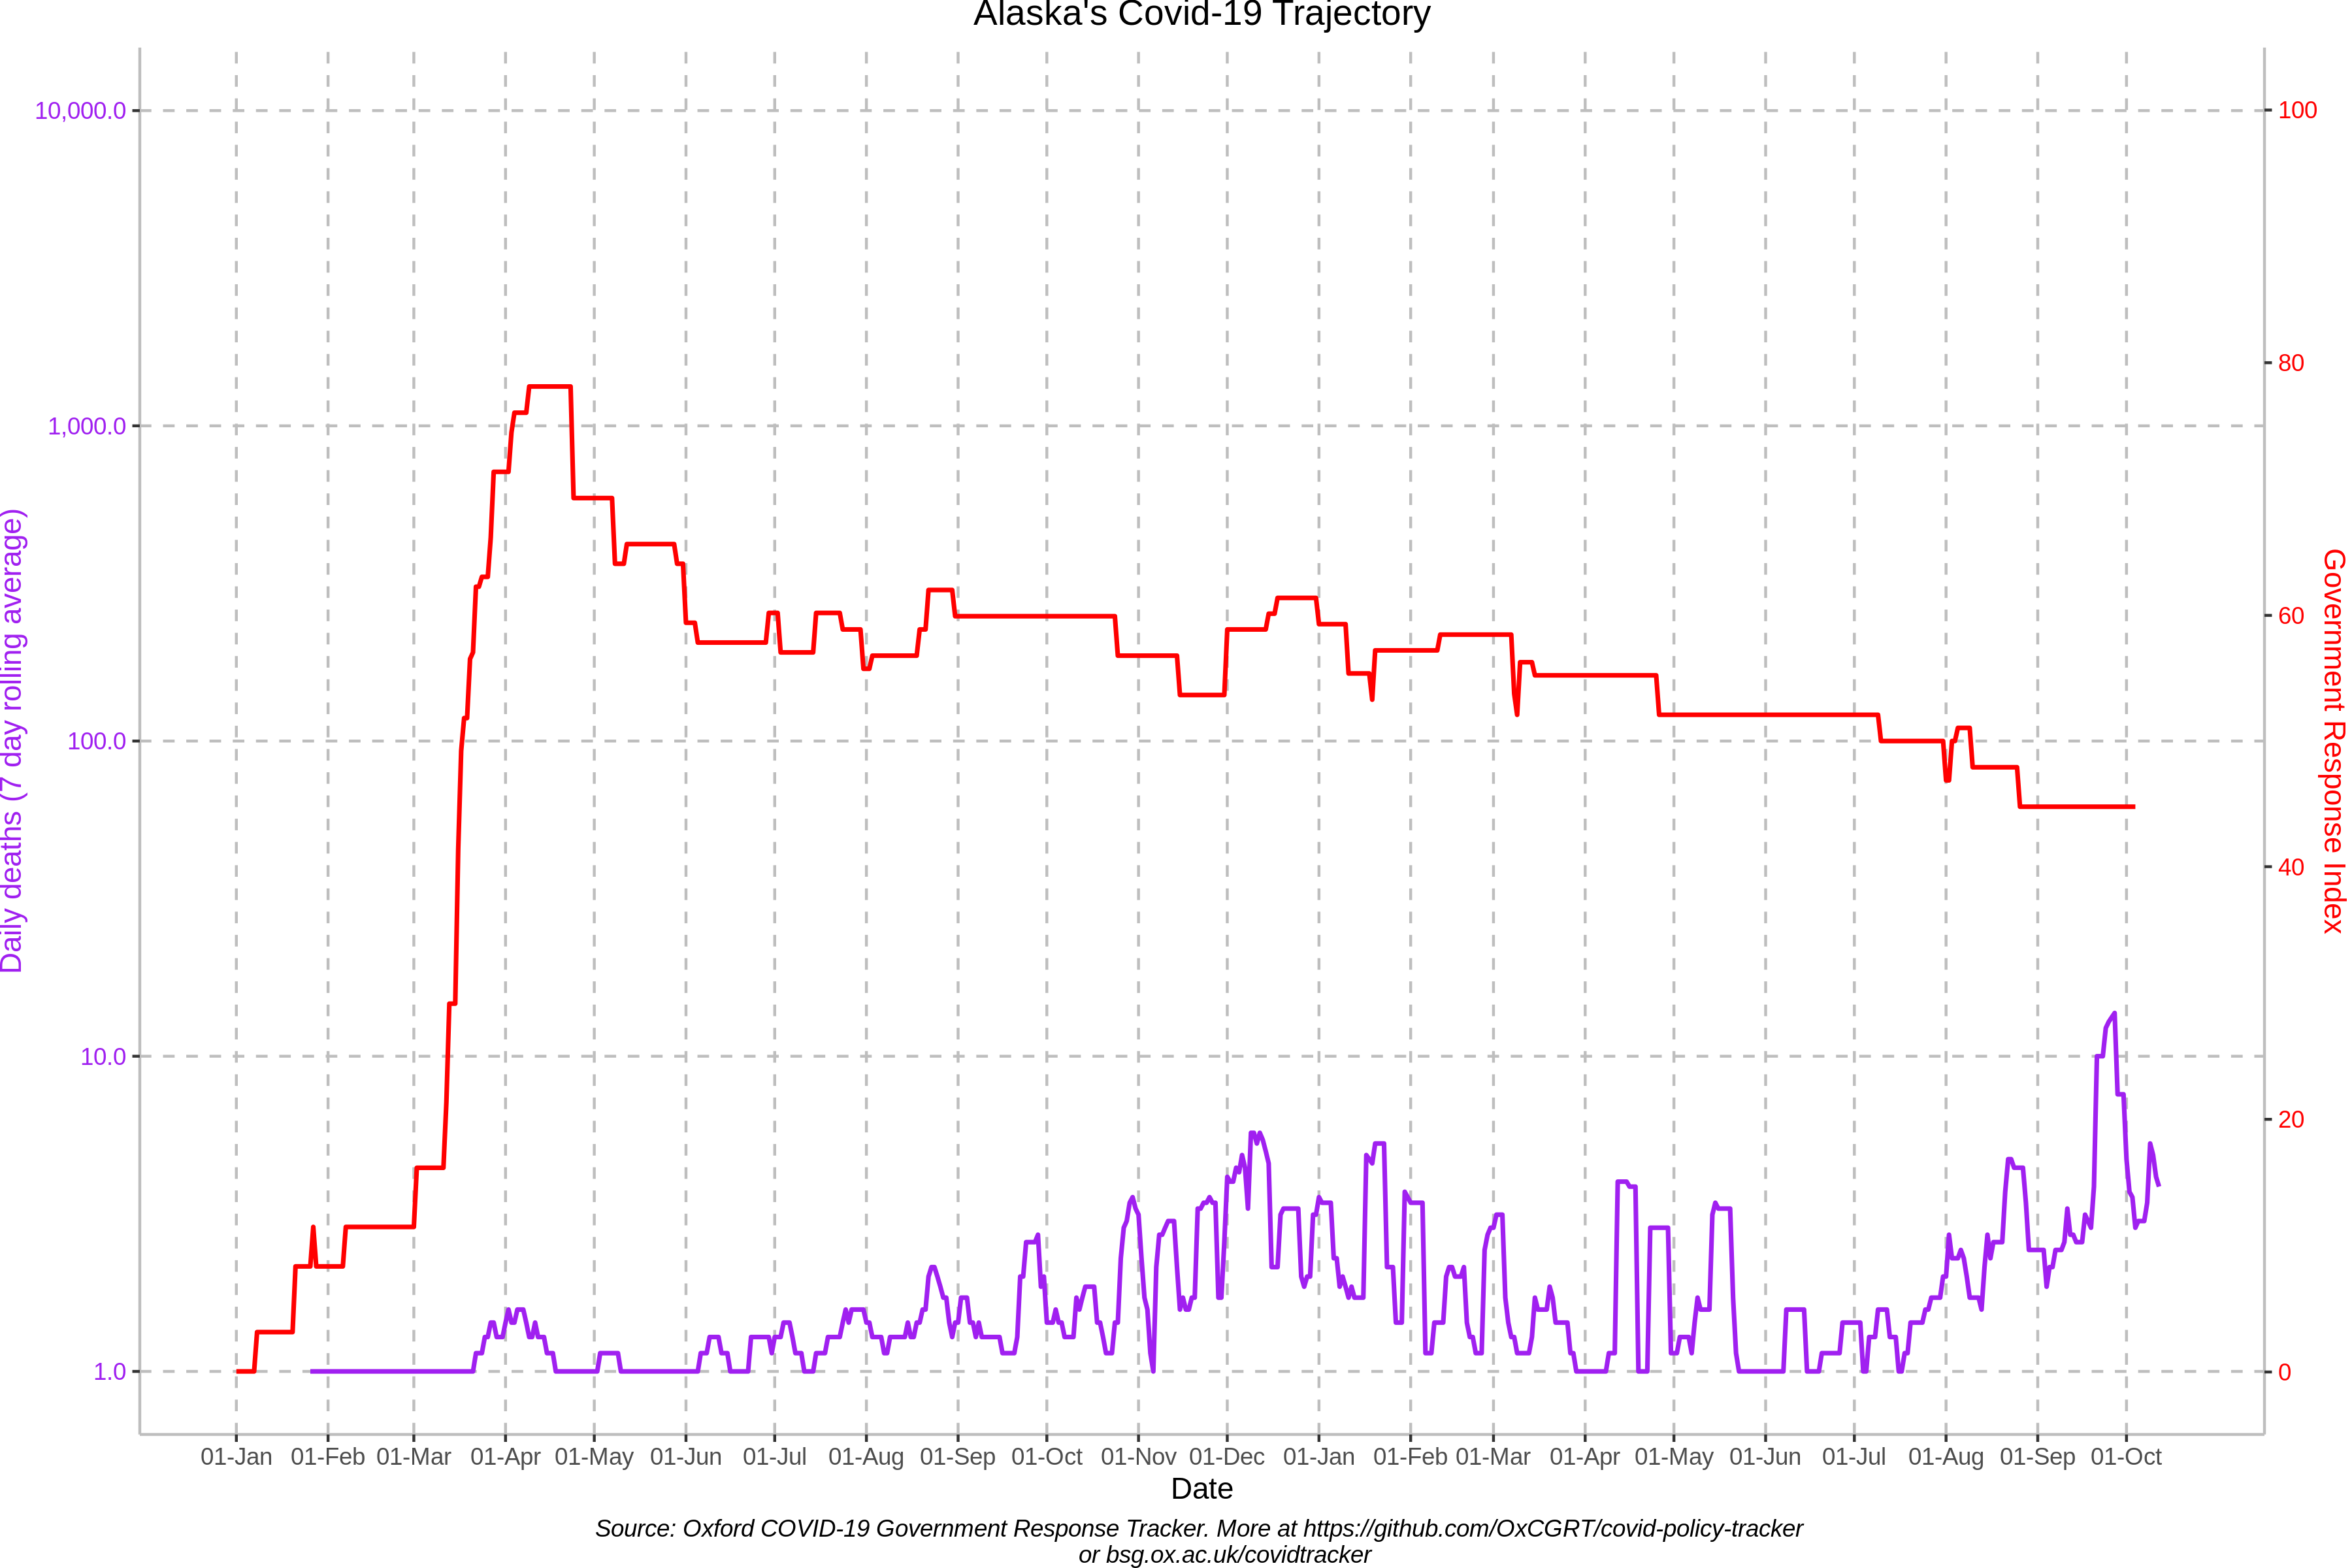 Alaska's Covid-19 Trajectory
10,000.0
1,000.0
100.0
10.0
1.0
Daily deaths (7 day rolling average)
100
80
60
40
20
0
Government Response Index
01-Jan 01-Feb 01-Mar 01-Apr 01-May 01-Jun 01-Jul 01-Aug 01-Sep 01-Oct 01-Nov 01-Dec 01-Jan 01-Feb 01-Mar 01-Apr 01-May 01-Jun 01-Jul 01-Aug 01-Sep 01-Oct
Date
Source: Oxford COVID-19 Government Response Tracker. More at https://github.com/OxCGRT/covid-policy-tracker
or bsg.ox.ac.uk/covidtracker